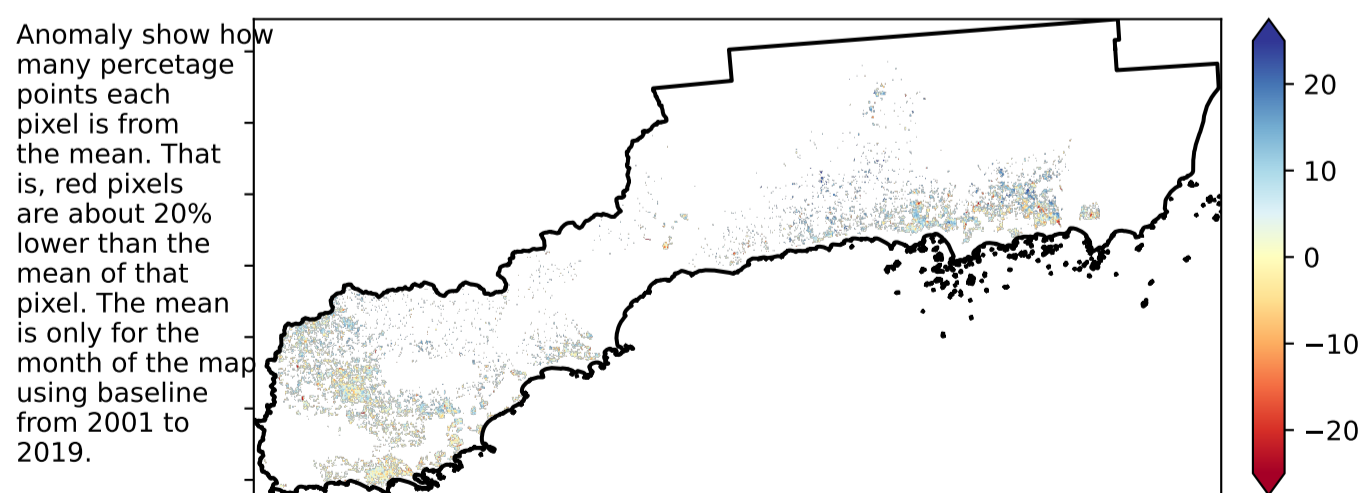 Anomaly show how
many percetage
points each
pixel is from
the mean. That
is, red pixels
are about 20%
lower than the
mean of that
pixel. The mean
is only for the
month of the map
using baseline
from 2001 to
2019.
20
10
0
−10
−20